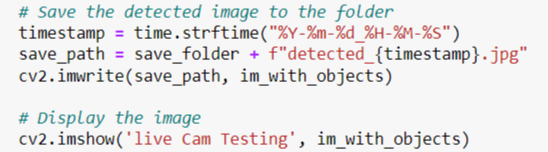 # Save the detected image to the folder
timestamp = time.strftime("%Y-%m-%d_%H-%M-%S")
save_path = save_folder + f"detected_{timestamp}.jpg"
cv2.imwrite(save_path, im_with_objects)

# Display the image
cv2.imshow('live Cam Testing', im_with_objects)